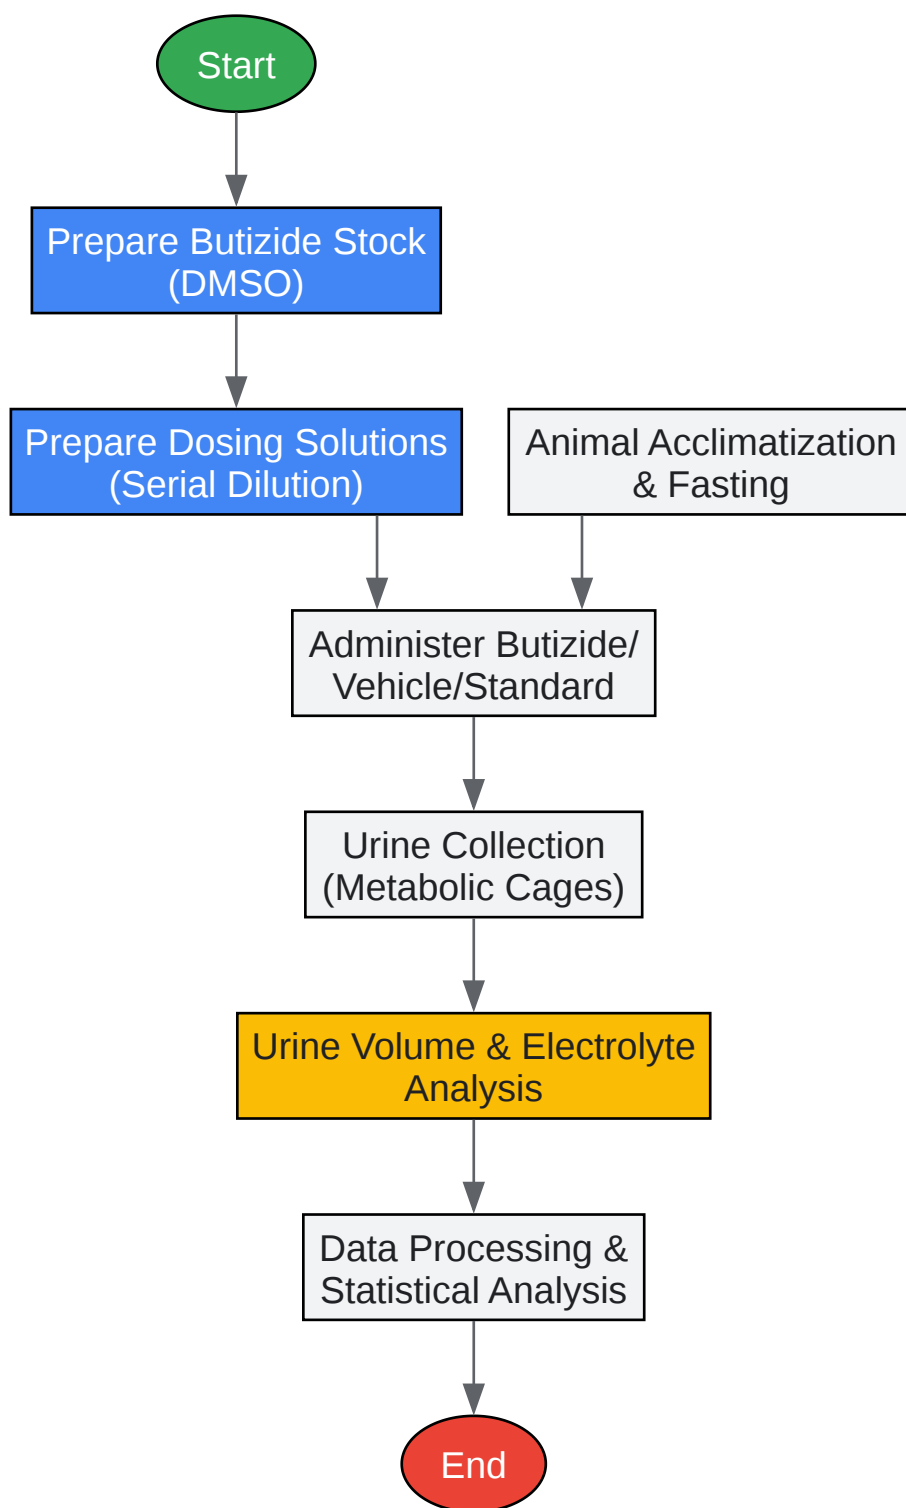 Start
Prepare Butizide Stock
(DMSO)
Prepare Dosing Solutions
(Serial Dilution)
Animal Acclimatization
& Fasting
Administer Butizide/
Vehicle/Standard
Urine Collection
(Metabolic Cages)
Urine Volume & Electrolyte
Analysis
Data Processing &
Statistical Analysis
End